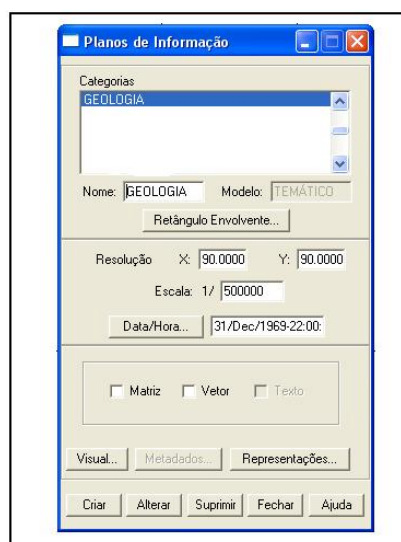 Planos de Informação
Categorias
GEOLOGIA
Nome: GEOLOGIA Modelo: TEMÁTICO
Retângulo Envolvente...
Resolução X: 90.0000 Y: 90.0000
Escala: 1/ 500000
Data/Hora... 31/Dec/1969-22:00:
Matriz Vetor Texto
Visual... Metadados... Representações...
Criar Alterar Suprimir Fechar Ajuda